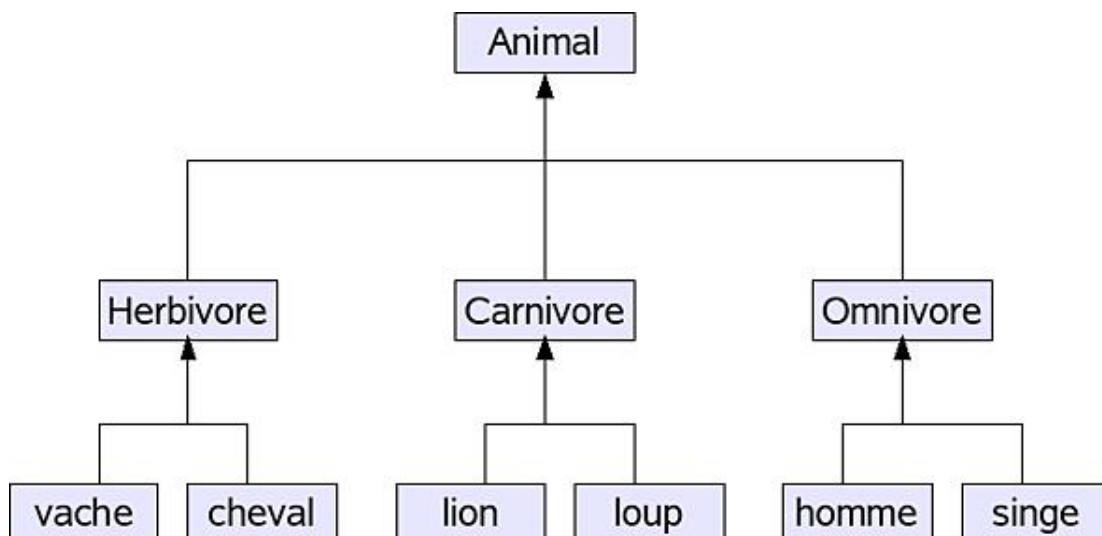 Animal
Herbivore
Carnivore
Omnivore
vache
cheval
lion
loup
homme
singe